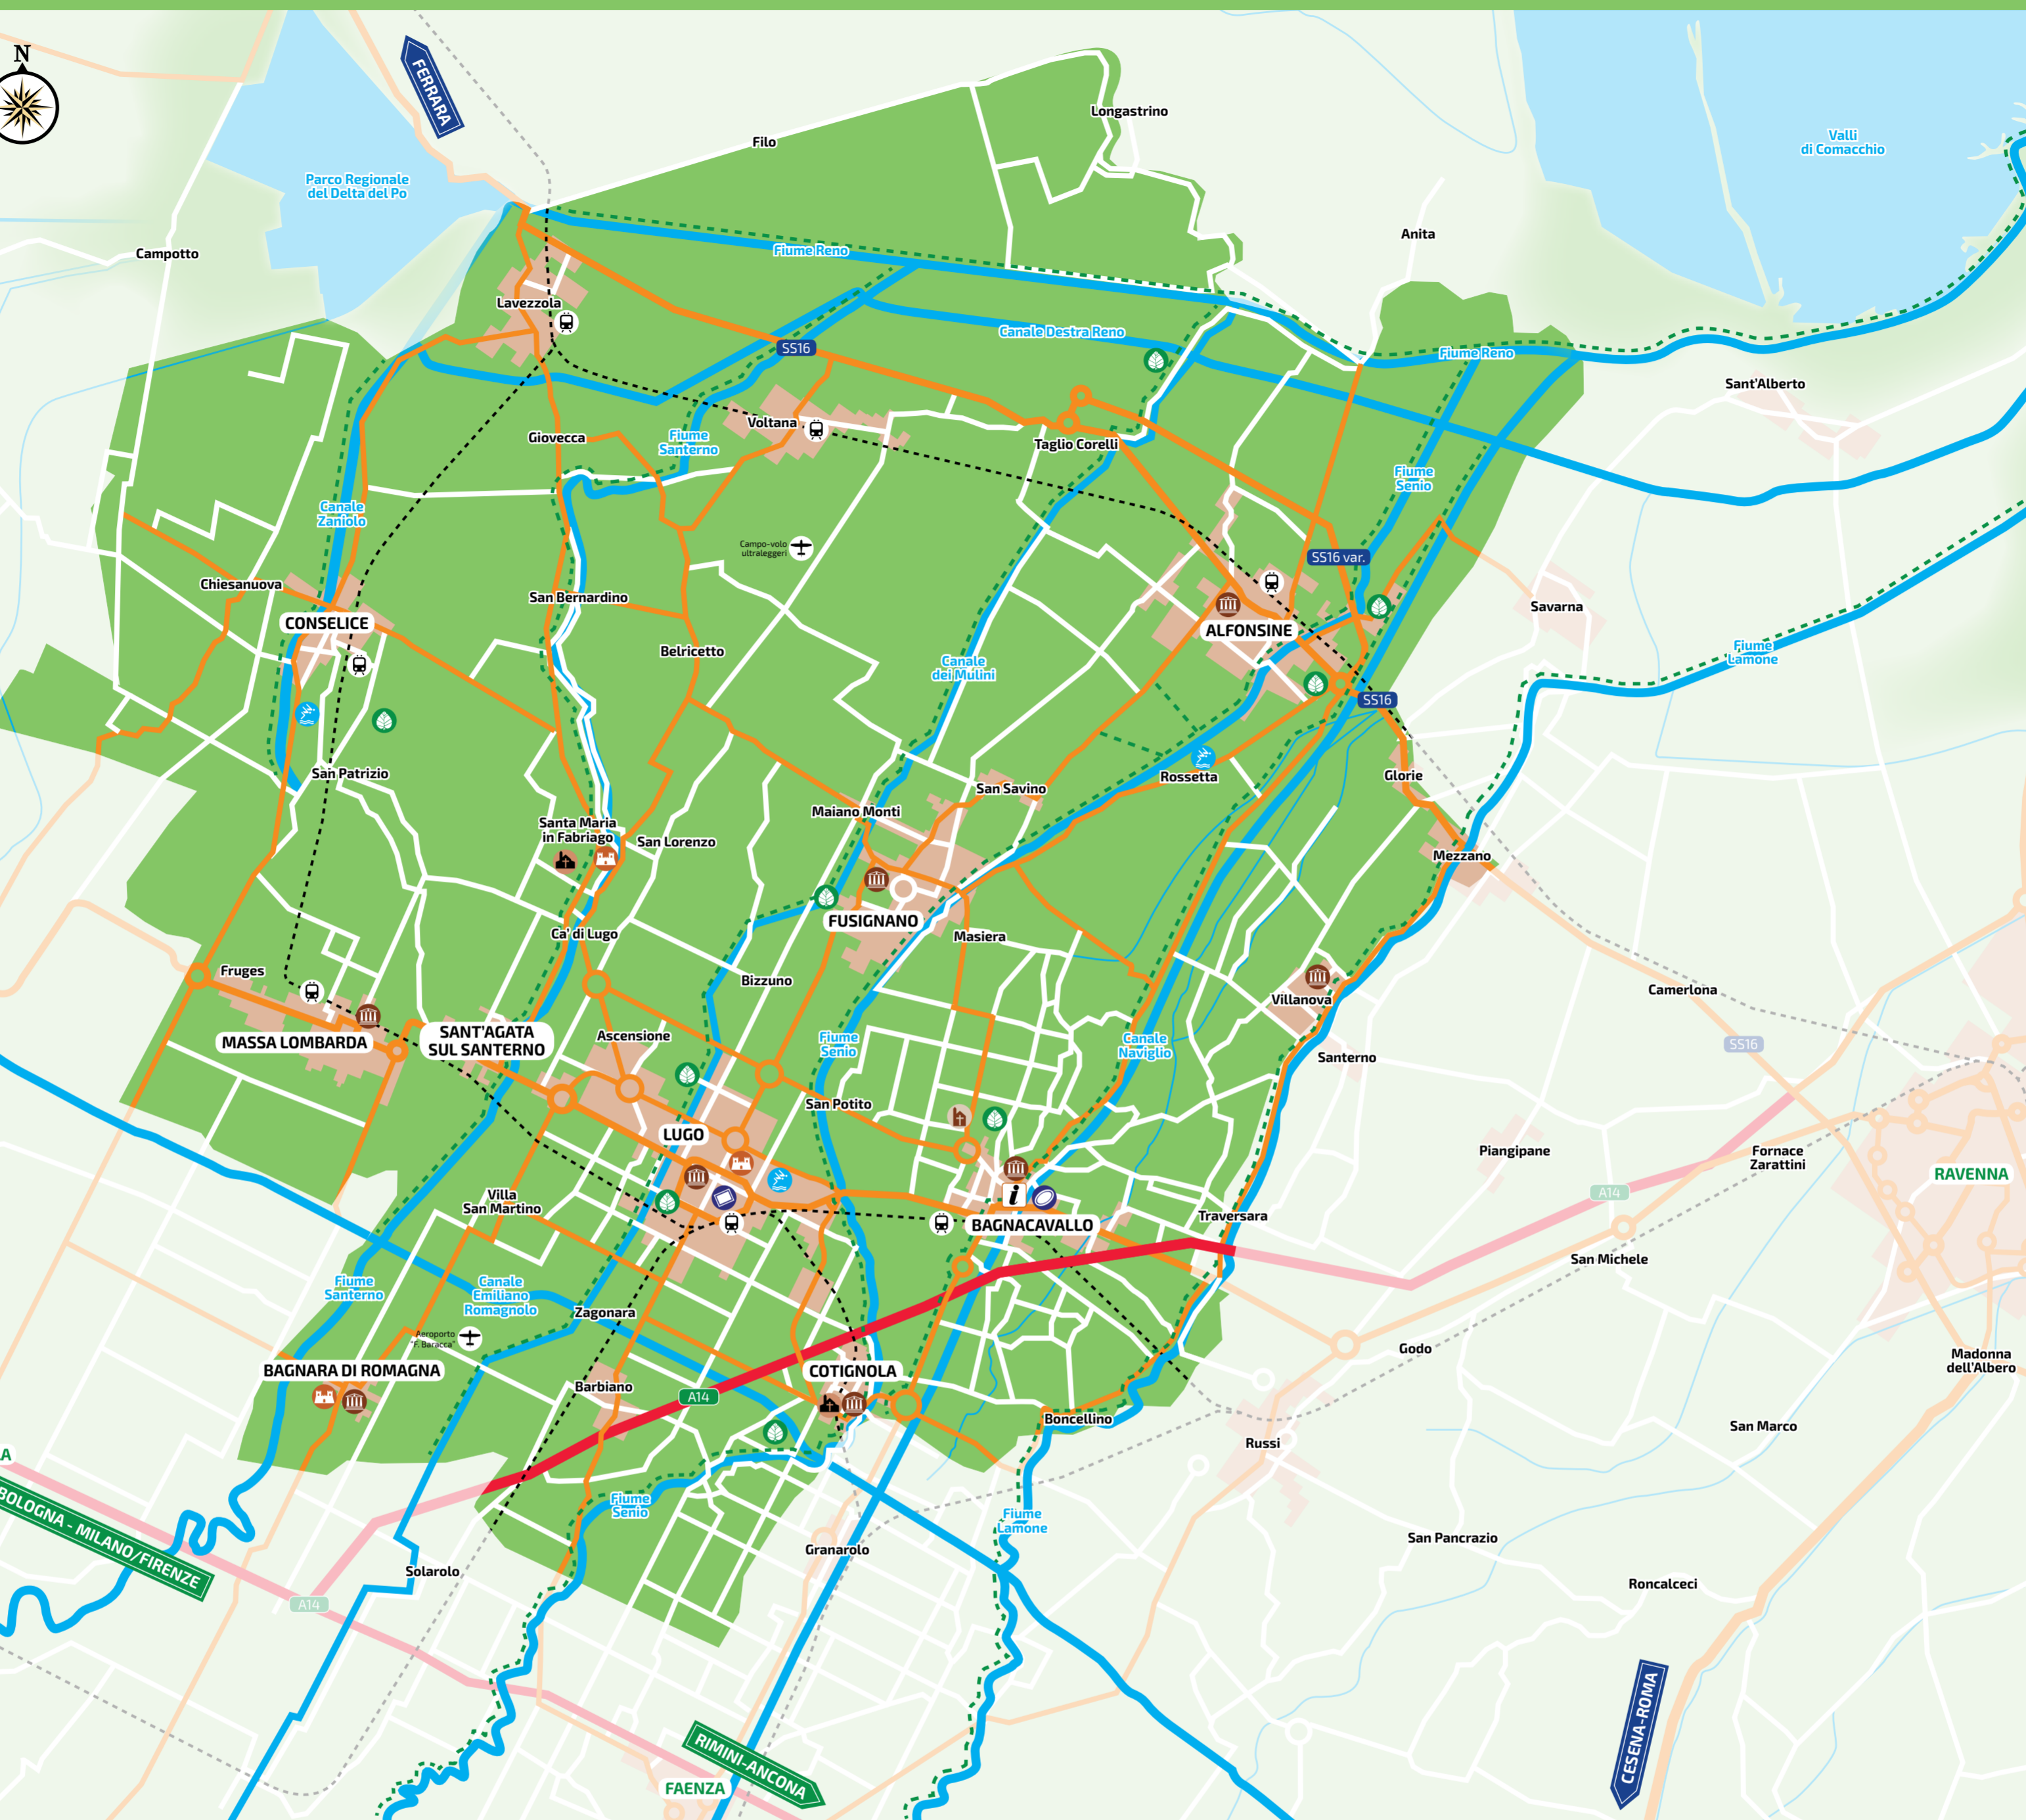 N
FERRARA
Longastrino
Filo
Valli
di Comacchio
Parco Regionale
del Delta del Po
Anita
Campotto
Fiume Reno
Lavezzola
Canale Destra Reno
SS16
Fiume Reno
Sant'Alberto
Voltana
Giovecca
Fiume
Santerno
Taglio Corelli
Fiume
Senio
Canale
Zaniolo
Campo-volo
ultraleggeri
SS16 var.
Chiesanuova
San Bernardino
Savarna
CONSELICE
ALFONSINE
Belricetto
Fiume
Lamone
Canale
dei Mulini
SS16
San Patrizio
Rossetta
Glorie
San Savino
Maiano Monti
Santa Maria
in Fabriago
San Lorenzo
Mezzano
FUSIGNANO
Ca' di Lugo
Masiera
Fruges
Bizzuno
Camerlona
Villanova
SANT'AGATA
SUL SANTERNO
MASSA LOMBARDA
Ascensione
Fiume
Senio
Canale
Naviglio
SS16
Santerno
San Potito
LUGO
Piangipane
Fornace
Zarattini
RAVENNA
A14
Villa
San Martino
i
BAGNACAVALLO
Traversara
San Michele
Fiume
Santerno
Canale
Emiliano
Romagnolo
Zagonara
Aeroporto
"F. Baracca"
Godo
Madonna
dell'Albero
BAGNARA DI ROMAGNA
COTIGNOLA
Barbiano
A14
Boncellino
San Marco
Russi
A
BOLOGNA - MILANO/FIRENZE
Fiume
Senio
Fiume
Lamone
Granarolo
San Pancrazio
Solarolo
Roncalceci
A14
CESENA-ROMA
RIMINI-ANCONA
FAENZA